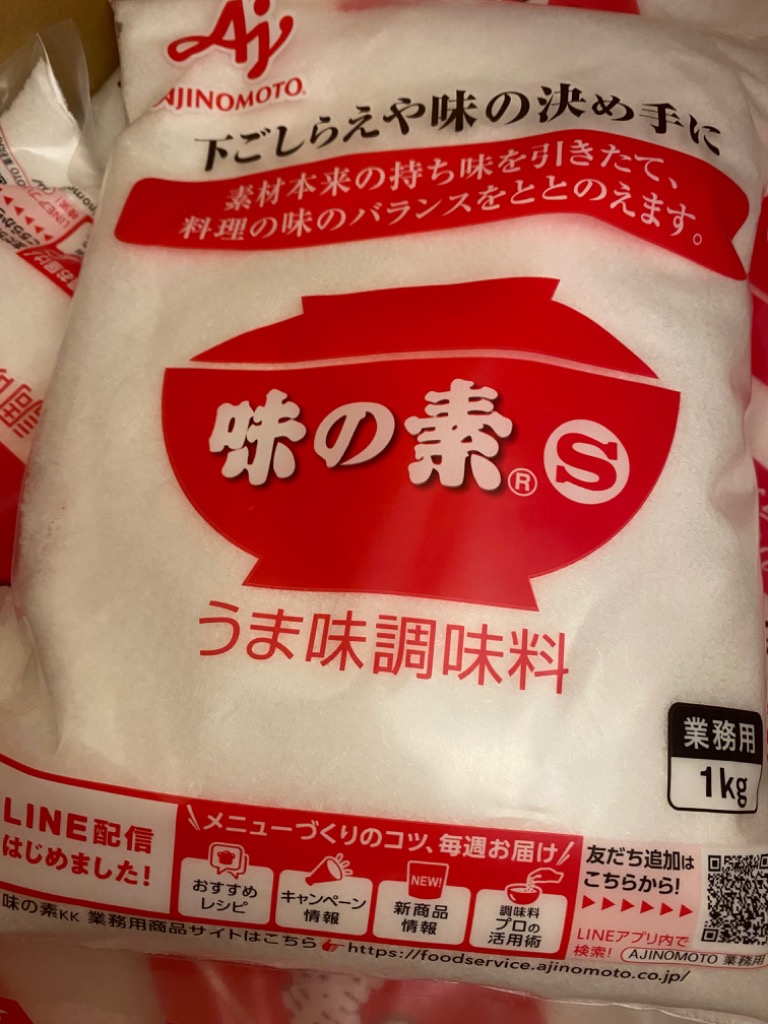 AJINOMOTO
下ごしらえや味の決め手に
素材本来の持ち味を引きたて、
料理の味のバランスをととのえます。
味の素® S
うま味調味料
業務用
1kg
LINE配信
はじめました!
\メニューづくりのコツ、毎週お届け/
おすすめ
レシピ
キャンペーン
情報
NEW!
新商品
情報
調味料
プロの
活用術
友だち追加は
こちらから!
LINEアプリ内で
検索!
AJINOMOTO 業務用
味の素KK 業務用商品サイトはこちら☞https://foodservice.ajinomoto.co.jp/